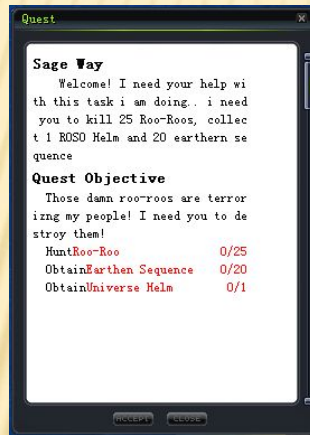 Quest
Sage Way
Welcome! I need your help wi
th this task i am doing.. i need
you to kill 25 Roo-Roos, collec
t 1 ROSO Helm and 20 earthern se
quence
Quest Objective
Those damn roo-roos are terror
izng my people! I need you to de
stroy them!
HuntRoo-Roo 0/25
ObtainEarthen Sequence 0/20
ObtainUniverse Helm 0/1
ACCEPT CLOSE